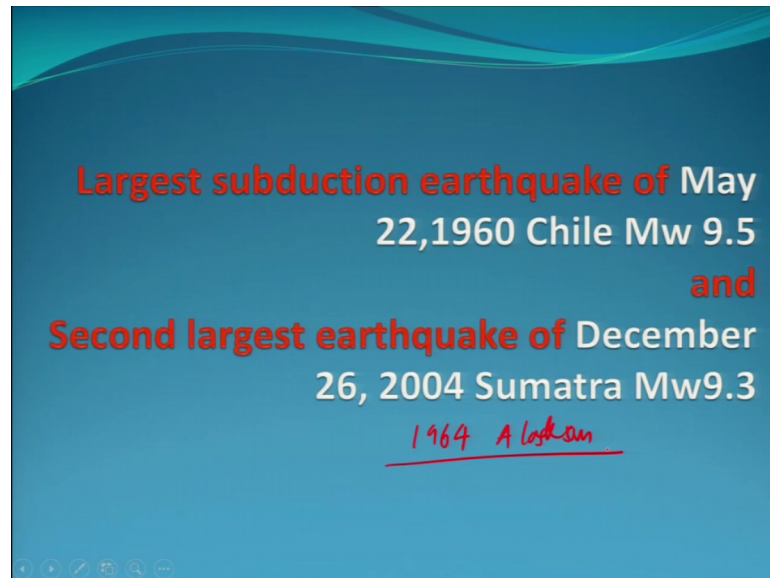 Largest subduction earthquake of May
22,1960 Chile Mw 9.5
and
Second largest earthquake of December
26, 2004 Sumatra Mw9.3
1964 Alaskan